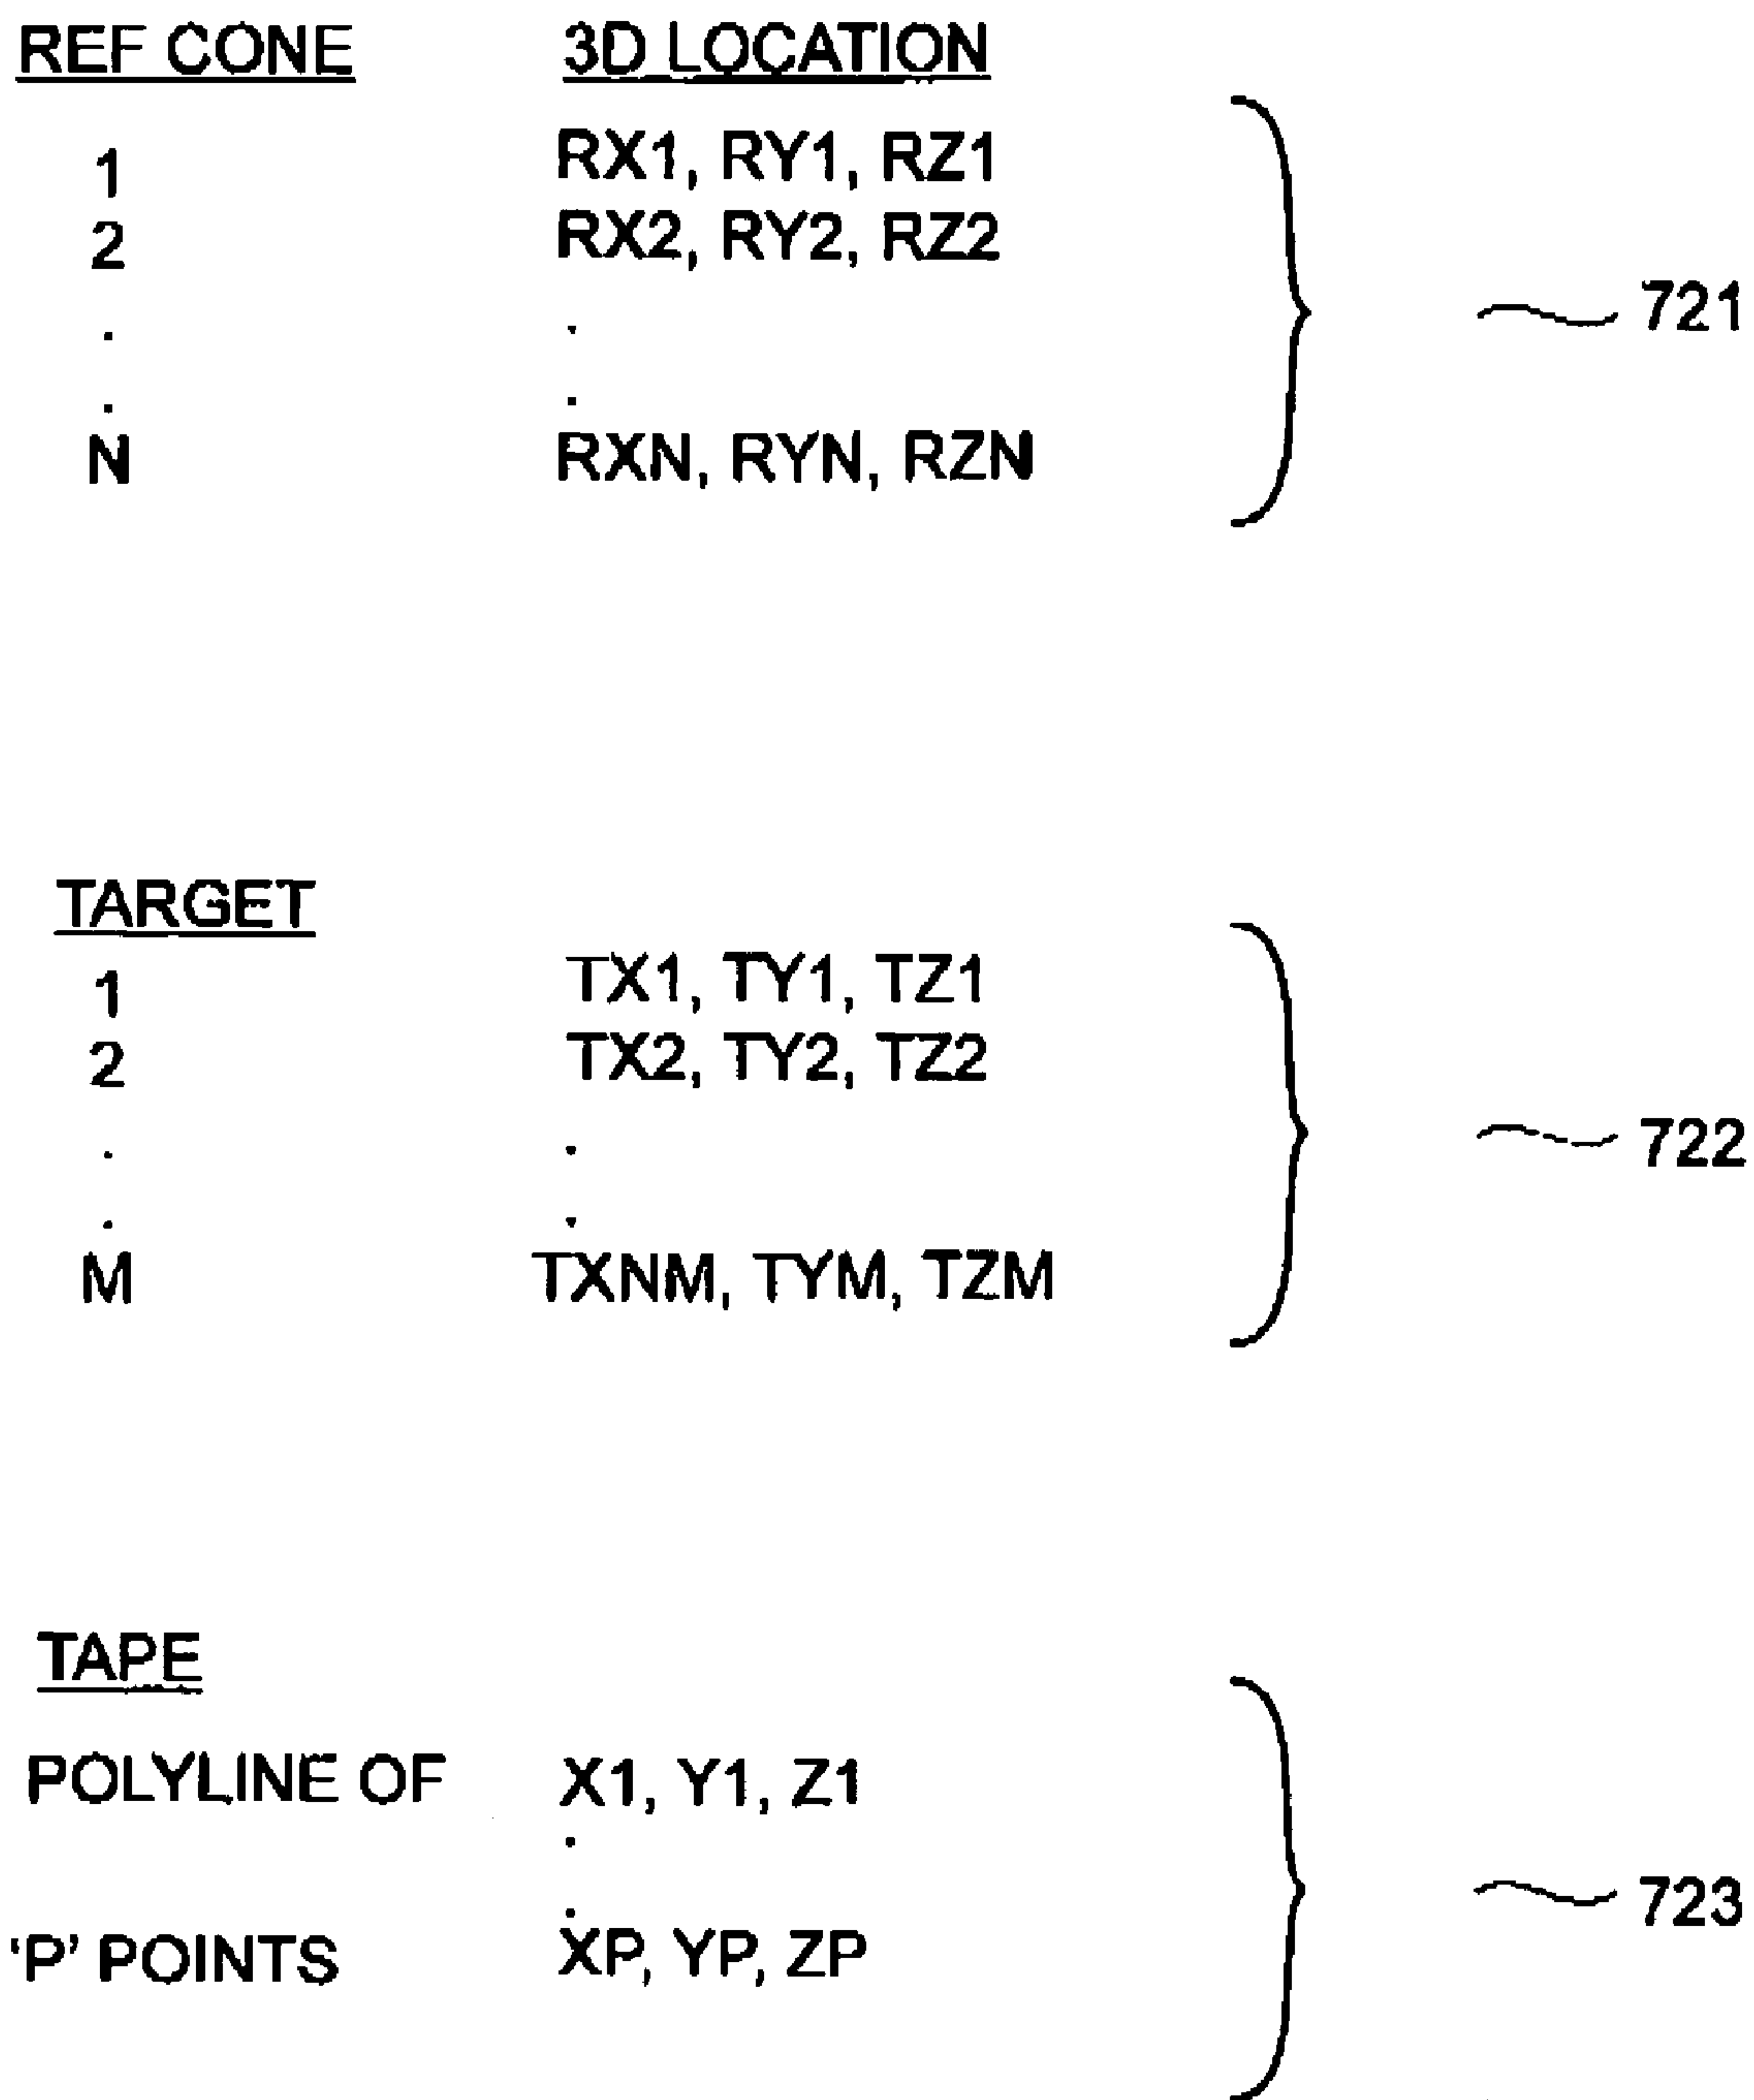 REF CONE 3D LOCATION
1 RX1, RY1, RZ1
2 RX2, RY2, RZ2
. .
. .
N RXN, RYN, RZN
721
TARGET
1 TX1, TY1, TZ1
2 TX2, TY2, TZ2
. .
. .
M TXNM, TYM, TZM
722
TAPE
POLYLINE OF X1, Y1, Z1
.
.
'P' POINTS XP, YP, ZP
723